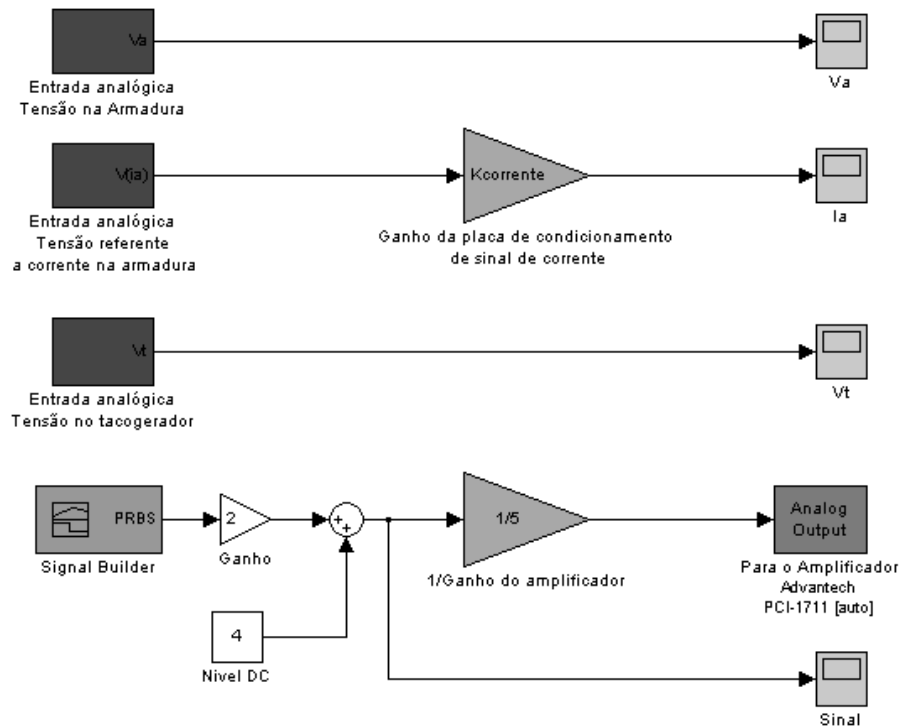 Va
Entrada analógica
Tensão na Armadura
Va
V(ia)
Entrada analógica
Tensão referente
a corrente na armadura
Kcorrente
Ganho da placa de condicionamento
de sinal de corrente
Ia
Vt
Entrada analógica
Tensão no tacogerador
Vt
PRBS
Signal Builder
2
Ganho
+
+
4
Nivel DC
1/5
1/Ganho do amplificador
Analog
Output
Para o Amplificador
Advantech
PCI-1711 [auto]
Sinal